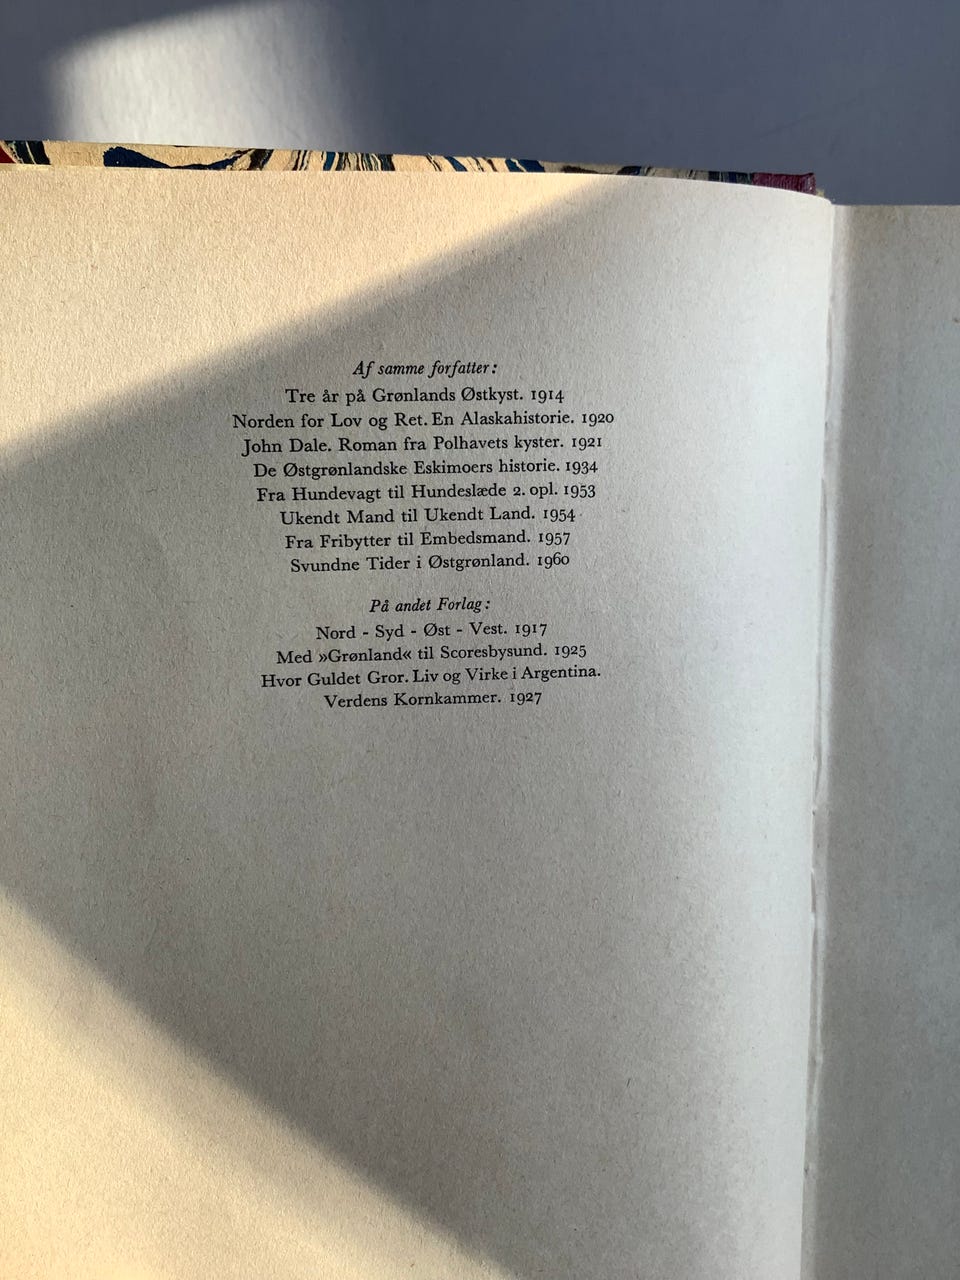 Af samme forfatter:
Tre år på Grønlands Østkyst. 1914
Norden for Lov og Ret. En Alaskahistorie. 1920
John Dale. Roman fra Polhavets kyster. 1921
De Østgrønlandske Eskimoers historie. 1934
Fra Hundevagt til Hundeslæde 2. opl. 1953
Ukendt Mand til Ukendt Land. 1954
Fra Fribytter til Embedsmand. 1957
Svundne Tider i Østgrønland. 1960
På andet Forlag:
Nord - Syd - Øst - Vest. 1917
Med »Grønland« til Scoresbysund. 1925
Hvor Guldet Gror. Liv og Virke i Argentina.
Verdens Kornkammer. 1927